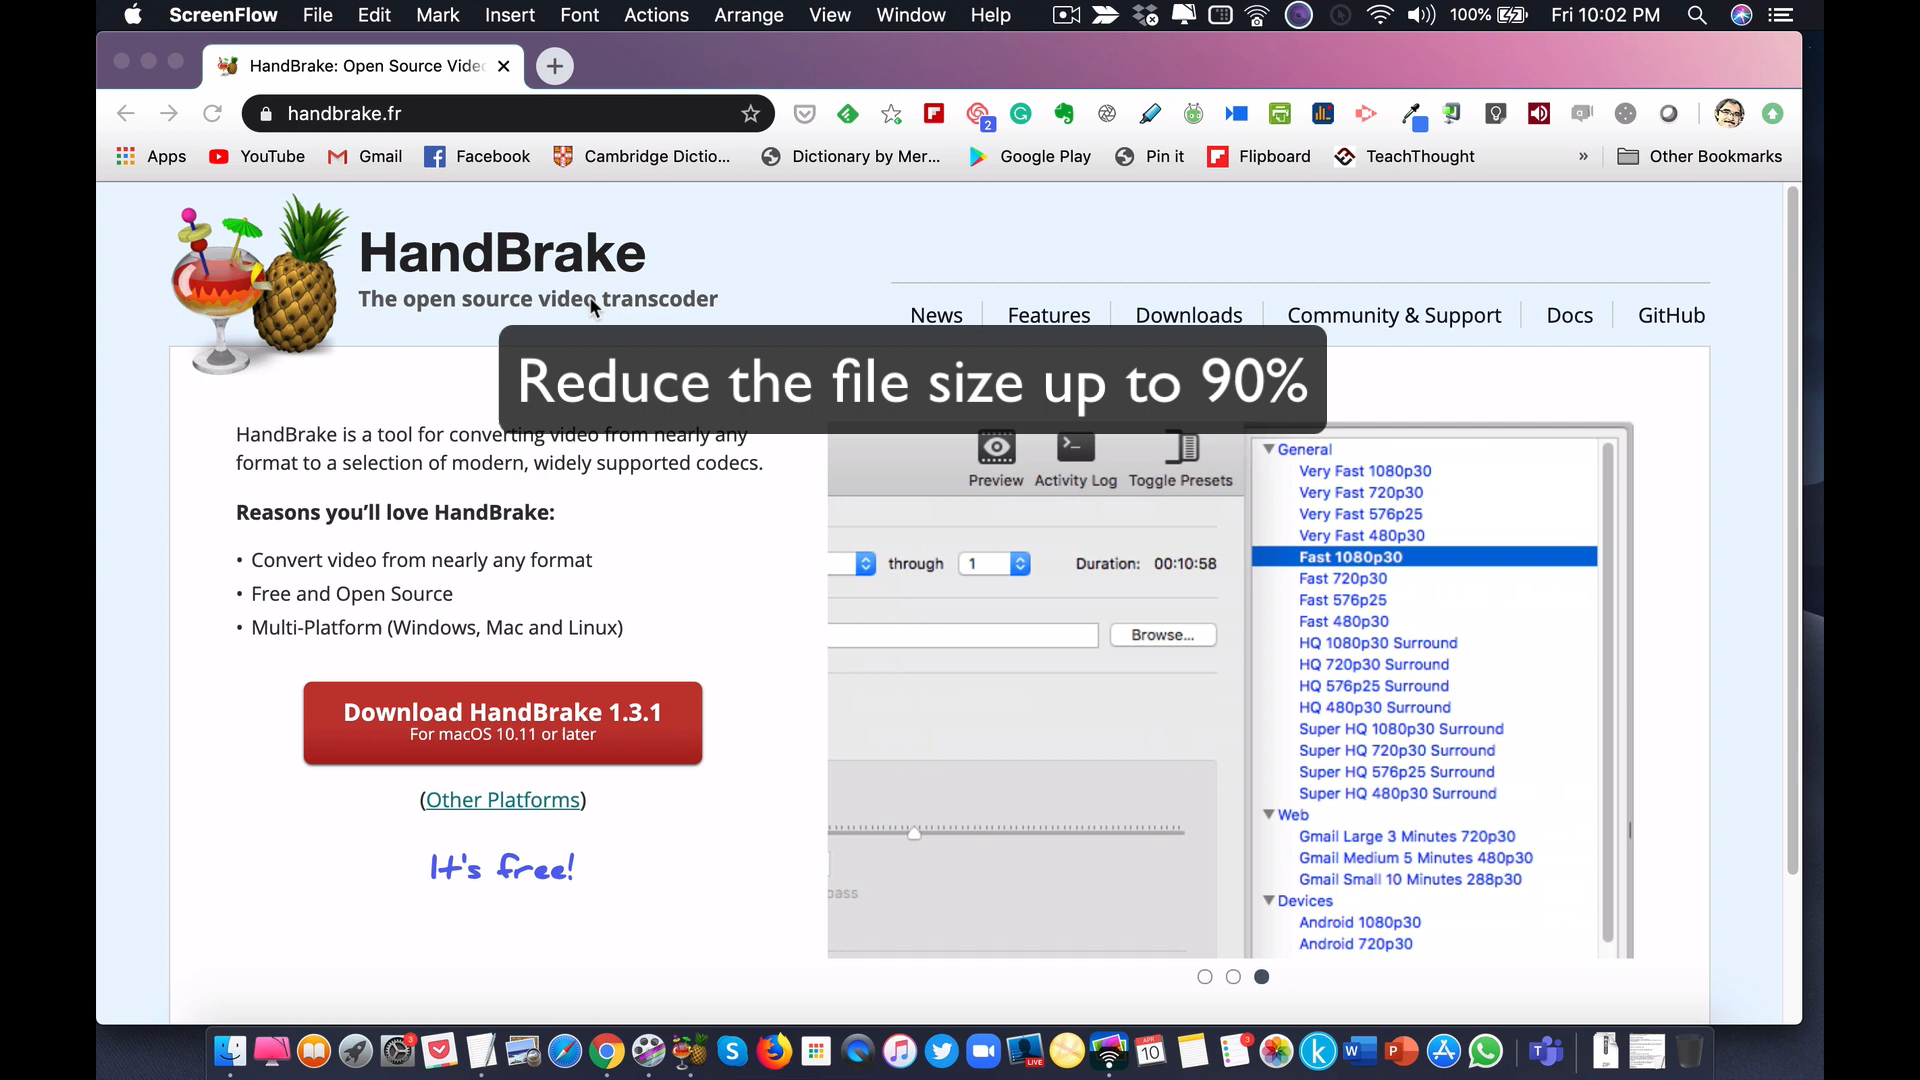 ScreenFlow File Edit Mark Insert Font Actions Arrange View Window Help 100% Fri 10:02 PM
HandBrake: Open Source Vide
handbrake.fr
2
Apps YouTube Gmail Facebook Cambridge Dictio... Dictionary by Mer... Google Play Pin it Flipboard TeachThought » Other Bookmarks
HandBrake
The open source video transcoder
News Features Downloads Community & Support Docs GitHub
Reduce the file size up to 90%
HandBrake is a tool for converting video from nearly any
format to a selection of modern, widely supported codecs.
Reasons you'll love HandBrake:
• Convert video from nearly any format
• Free and Open Source
• Multi-Platform (Windows, Mac and Linux)
Download HandBrake 1.3.1
For macOS 10.11 or later
(Other Platforms)
It's free!
Preview Activity Log Toggle Presets
through 1 Duration: 00:10:58
Browse...
ass
General
Very Fast 1080p30
Very Fast 720p30
Very Fast 576p25
Very Fast 480p30
Fast 1080p30
Fast 720p30
Fast 576p25
Fast 480p30
HQ 1080p30 Surround
HQ 720p30 Surround
HQ 576p25 Surround
HQ 480p30 Surround
Super HQ 1080p30 Surround
Super HQ 720p30 Surround
Super HQ 576p25 Surround
Super HQ 480p30 Surround
Web
Gmail Large 3 Minutes 720p30
Gmail Medium 5 Minutes 480p30
Gmail Small 10 Minutes 288p30
Devices
Android 1080p30
Android 720p30
3 LIVE APR 10 3 k W P T ZIP